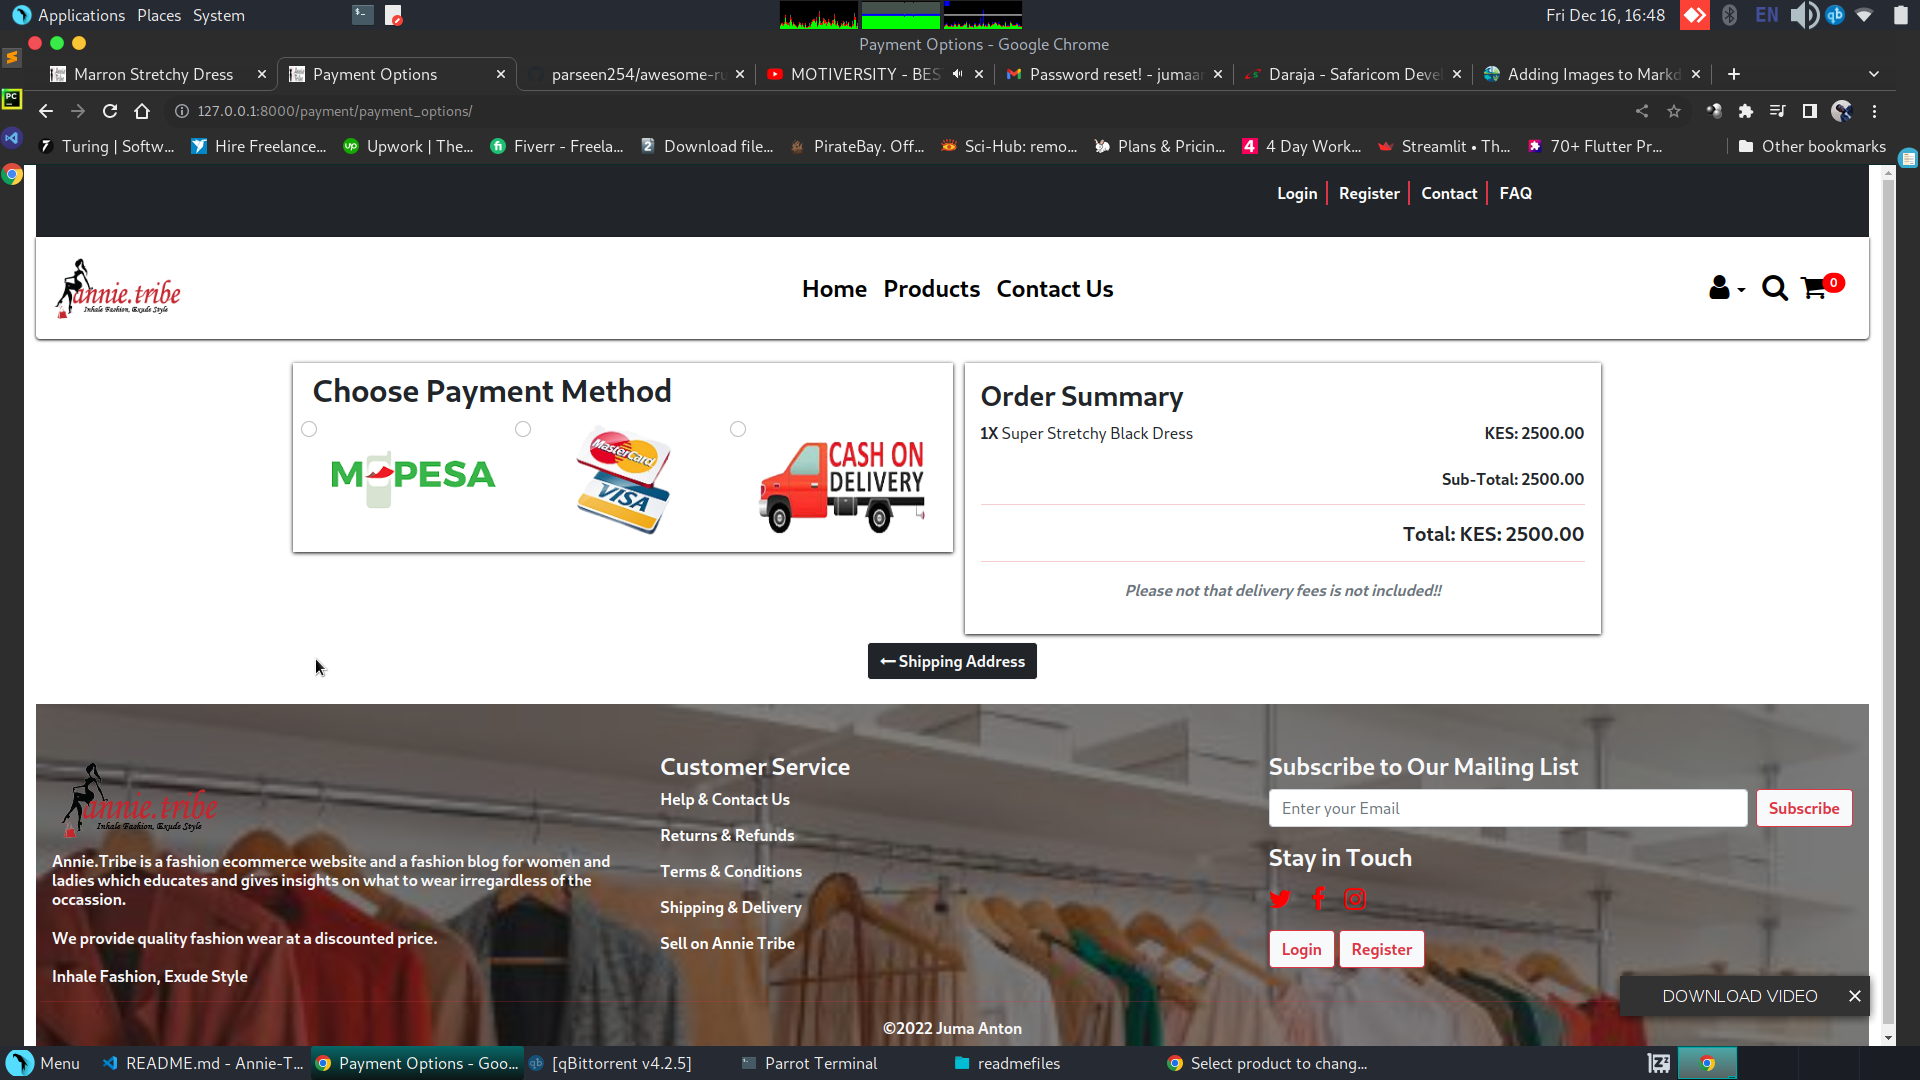 Applications Places System
Fri Dec 16, 16:48 EN
Payment Options - Google Chrome
Marron Stretchy Dress
Payment Options
parseen254/awesome-ru
MOTIVERSITY - BES
Password reset! - jumaar
Daraja - Safaricom Devel
Adding Images to Markd
127.0.0.1:8000/payment/payment_options/
Turing | Softw...
Hire Freelance...
Upwork | The...
Fiverr - Freela...
Download file...
PirateBay. Off...
Sci-Hub: remo...
Plans & Pricin...
4 Day Work...
Streamlit • Th...
70+ Flutter Pr...
Other bookmarks
Login
Register
Contact
FAQ
annie.tribe
Inhale Fashion, Exude Style
Home Products Contact Us
0
Choose Payment Method
M-PESA
MasterCard
VISA
CASH ON
DELIVERY
Order Summary
1X Super Stretchy Black Dress KES: 2500.00
Sub-Total: 2500.00
Total: KES: 2500.00
Please not that delivery fees is not included!!
Shipping Address
annie.tribe
Inhale Fashion, Exude Style
Annie.Tribe is a fashion ecommerce website and a fashion blog for women and
ladies which educates and gives insights on what to wear irregardless of the
occassion.
We provide quality fashion wear at a discounted price.
Inhale Fashion, Exude Style
Customer Service
Help & Contact Us
Returns & Refunds
Terms & Conditions
Shipping & Delivery
Sell on Annie Tribe
Subscribe to Our Mailing List
Enter your Email
Subscribe
Stay in Touch
Login
Register
DOWNLOAD VIDEO
©2022 Juma Anton
Menu
README.md - Annie-T...
Payment Options - Goo...
[qBittorrent v4.2.5]
Parrot Terminal
readmefiles
Select product to chang...